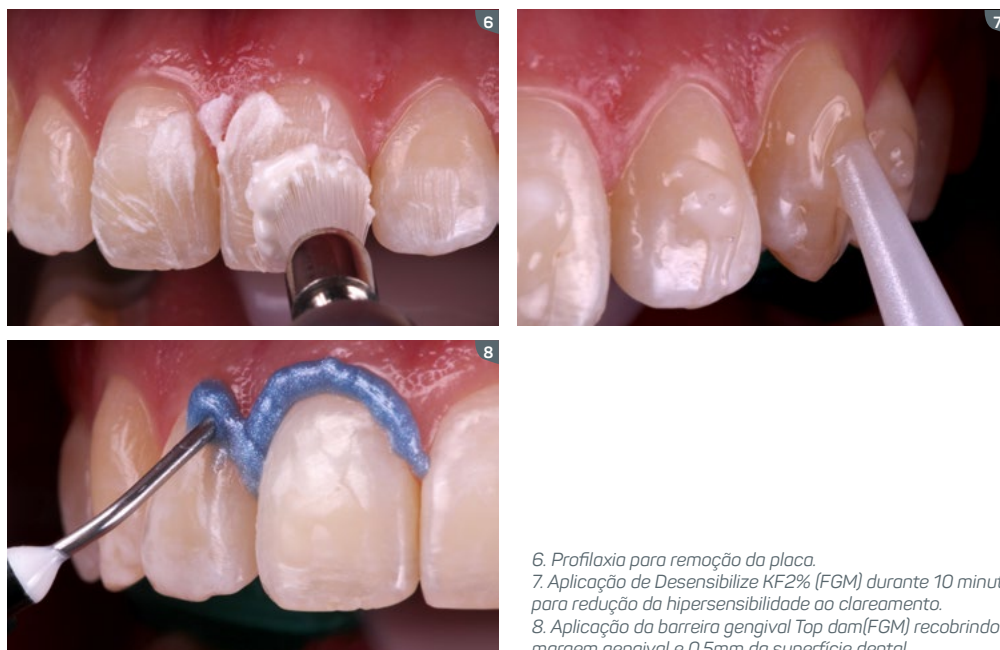 6
7
8
6. Profilaxia para remoção da placa.
7. Aplicação de Desensibilize KF2% (FGM) durante 10
para redução da hipersensibilidade ao clareamento.
8. Aplicação da barreira gengival Top dam(FGM) recobrindo
margem gengival e 0,5mm da superfície dental